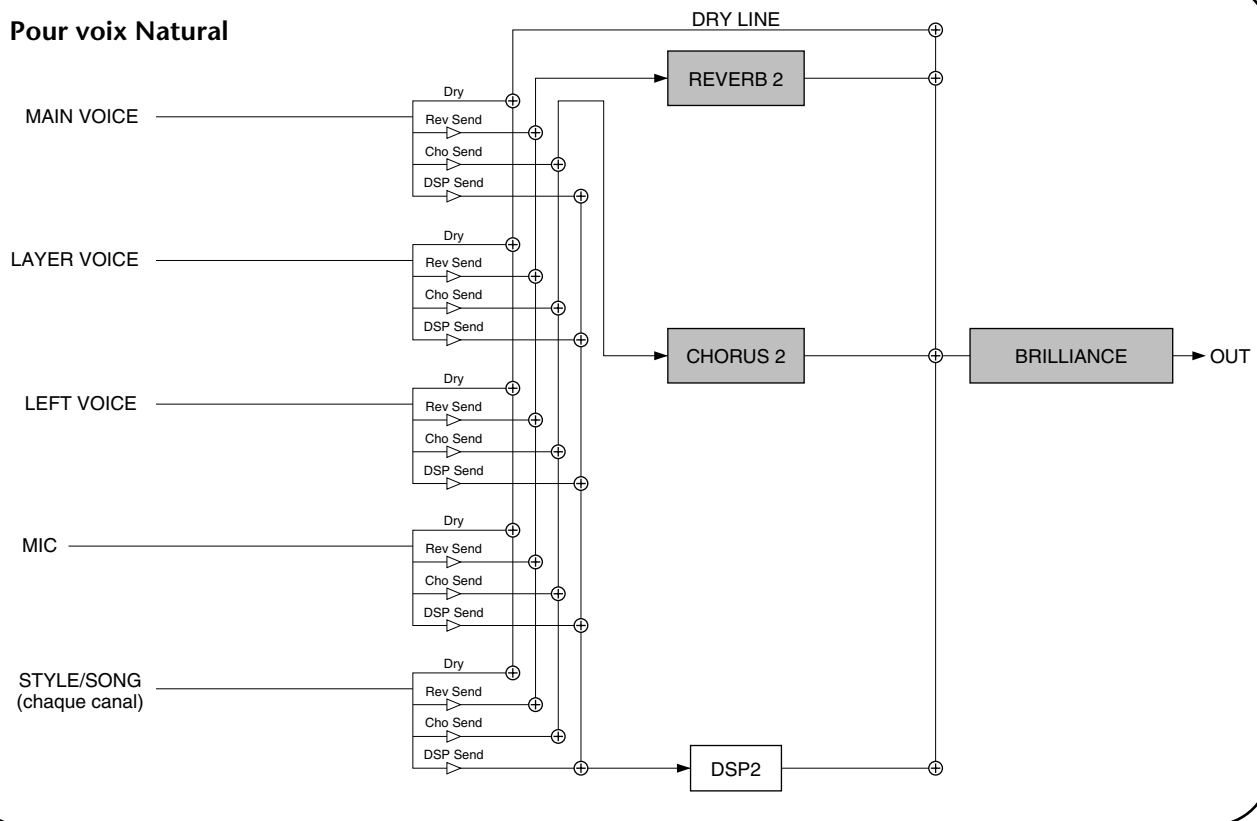 Pour voix Natural
DRY LINE
REVERB 2
MAIN VOICE
Dry
Rev Send
Cho Send
DSP Send
LAYER VOICE
Dry
Rev Send
Cho Send
DSP Send
CHORUS 2
BRILLIANCE
OUT
LEFT VOICE
Dry
Rev Send
Cho Send
DSP Send
MIC
Dry
Rev Send
Cho Send
DSP Send
STYLE/SONG
(chaque canal)
Dry
Rev Send
Cho Send
DSP Send
DSP2